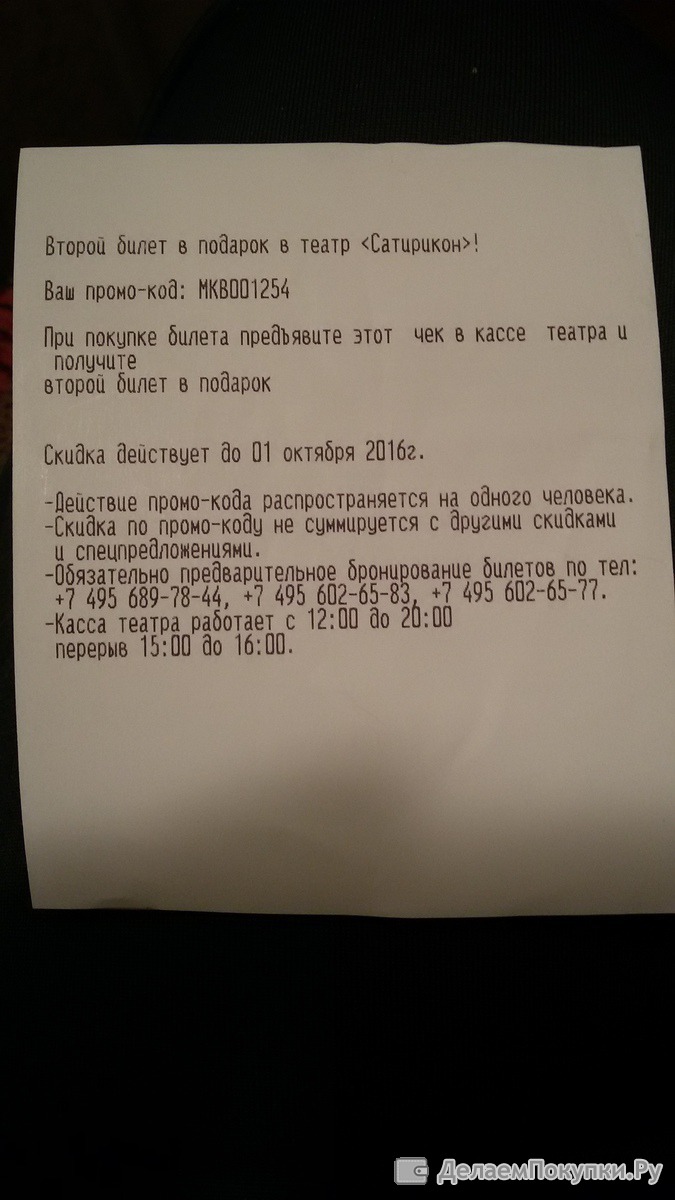 Второй билет в подарок в театр <Сатирикон>!
Ваш промо-код: МКВ001254
При покупке билета предъявите этот чек в кассе театра и
получите
второй билет в подарок
Скидка действует до 01 октября 2016г.
-Действие промо-кода распространяется на одного человека.
-Скидка по промо-коду не суммируется с другими скидками
и спецпредложениями.
-Обязательно предварительное бронирование билетов по тел:
+7 495 689-78-44, +7 495 602-65-83, +7 495 602-65-77.
-Касса театра работает с 12:00 до 20:00
перерыв 15:00 до 16:00.
ДелаемПокупки.Ру